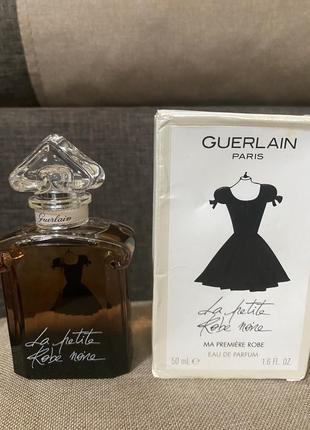 Guerlain
La petite
Robe noire
GUERLAIN
PARIS
La petite
Robe noire
MA PREMIÈRE ROBE
EAU DE PARFUM
50 mL ℮ 1.6 FL. OZ.